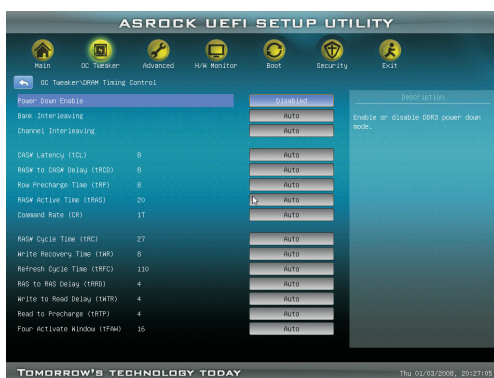 ASROCK UEFI SETUP UTILITY
Main OC Tweaker Advanced H/W Monitor Boot Security Exit
OC Tweaker\DRAM Timing Control
Description
Power Down Enable Disabled
Enable or disable DDR3 power down mode.
Bank Interleaving Auto
Channel Interleaving Auto
CAS# Latency (tCL) 8 Auto
RAS# to CAS# Delay (tRCD) 8 Auto
Row Precharge Time (tRP) 8 Auto
RAS# Active Time (tRAS) 20 Auto
Command Rate (CR) 1T Auto
RAS# Cycle Time (tRC) 27 Auto
Write Recovery Time (tWR) 8 Auto
Refresh Cycle Time (tRFC) 110 Auto
RAS to RAS Delay (tRRD) 4 Auto
Write to Read Delay (tWTR) 4 Auto
Read to Precharge (tRTP) 4 Auto
Four Activate Window (tFAW) 16 Auto
TOMORROW'S TECHNOLOGY TODAY
Thu 01/03/2008, 20:27:05